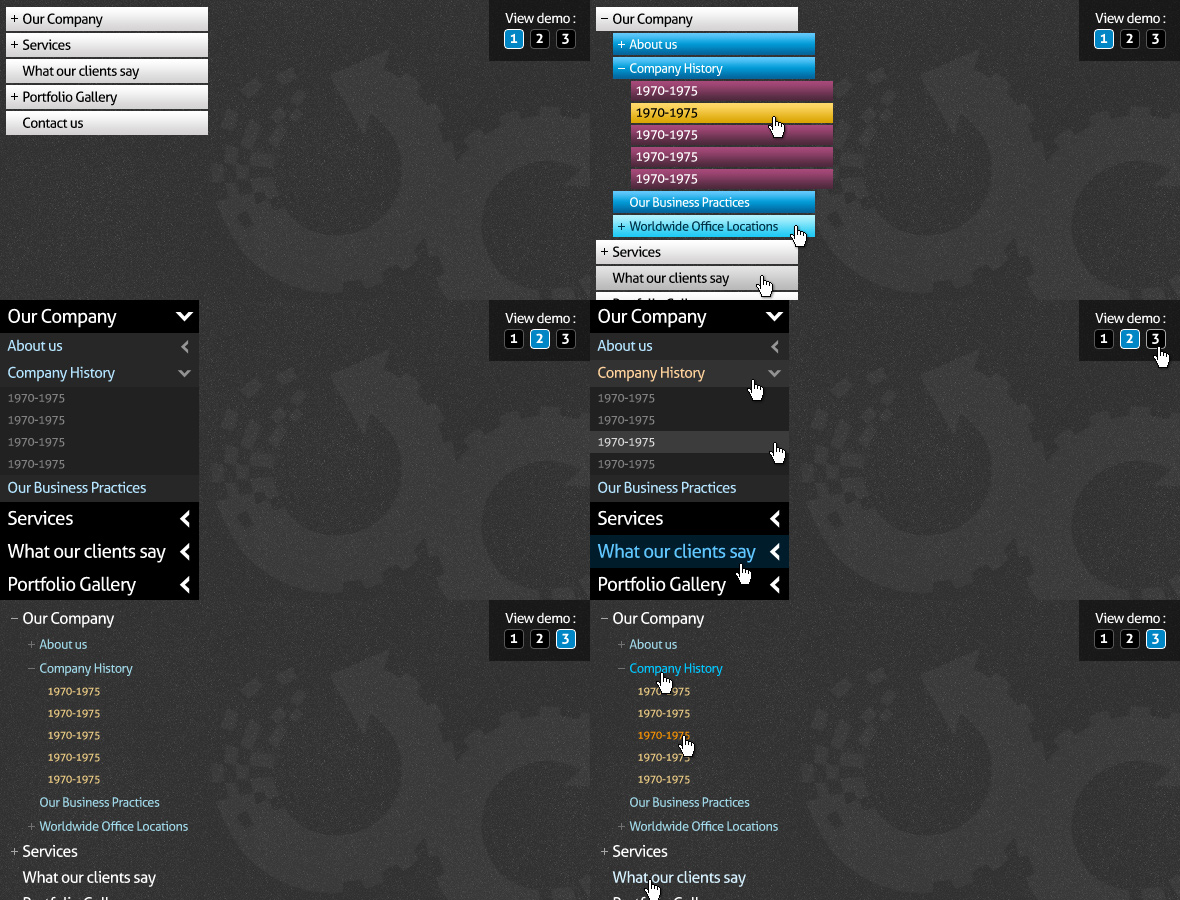 + Our Company
+ Services
What our clients say
+ Portfolio Gallery
Contact us
View demo :
1 2 3
− Our Company
+ About us
− Company History
1970-1975
1970-1975
1970-1975
1970-1975
1970-1975
Our Business Practices
+ Worldwide Office Locations
+ Services
What our clients say
View demo :
1 2 3
Our Company
About us
Company History
1970-1975
1970-1975
1970-1975
1970-1975
Our Business Practices
Services
What our clients say
Portfolio Gallery
View demo :
1 2 3
Our Company
About us
Company History
1970-1975
1970-1975
1970-1975
1970-1975
Our Business Practices
Services
What our clients say
Portfolio Gallery
View demo :
1 2 3
− Our Company
+ About us
− Company History
1970-1975
1970-1975
1970-1975
1970-1975
1970-1975
Our Business Practices
+ Worldwide Office Locations
+ Services
What our clients say
View demo :
1 2 3
− Our Company
+ About us
− Company History
1970-1975
1970-1975
1970-1975
1970-1975
1970-1975
Our Business Practices
+ Worldwide Office Locations
+ Services
What our clients say
View demo :
1 2 3